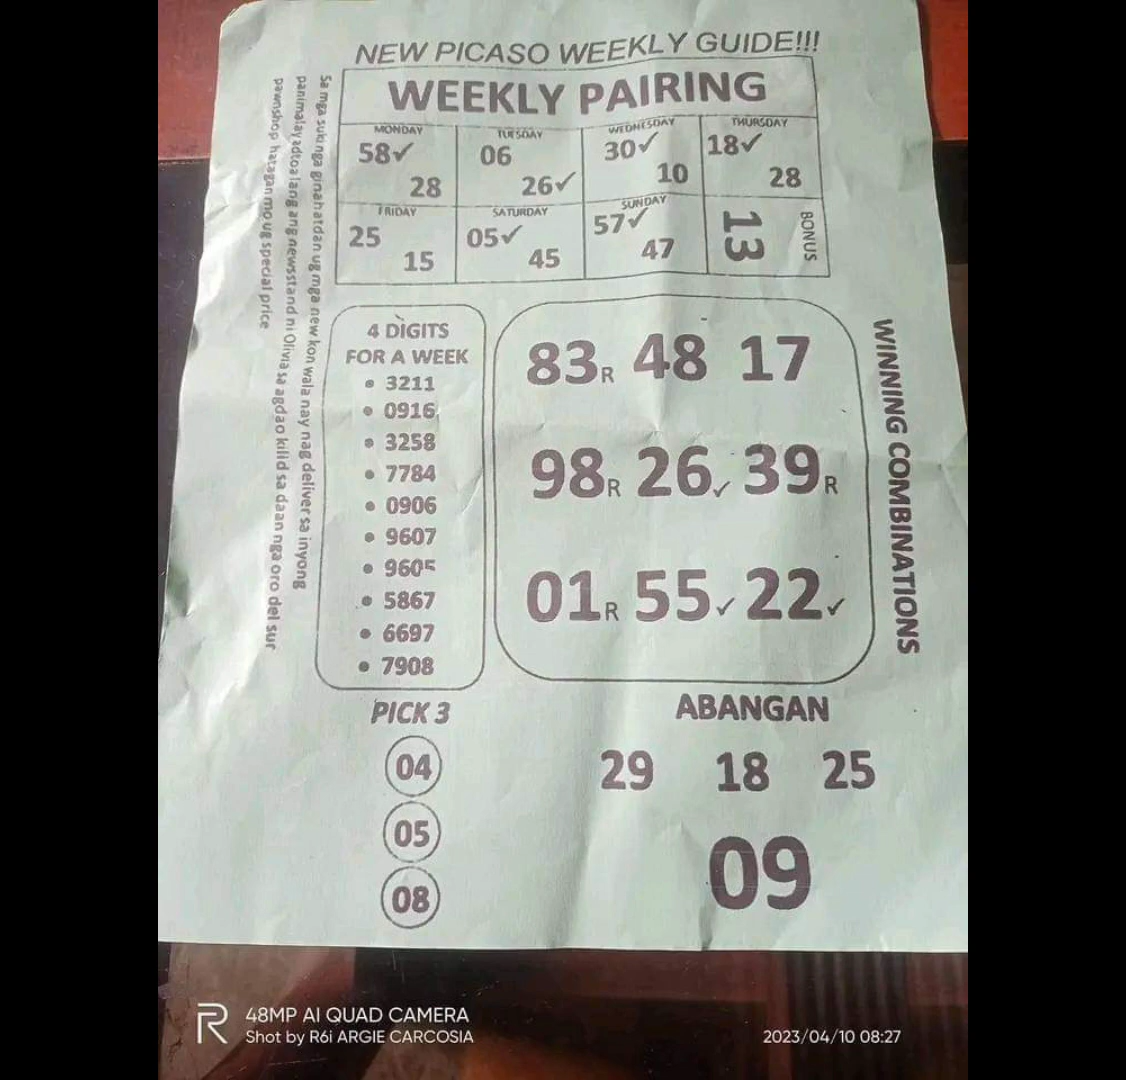 NEW PICASO WEEKLY GUIDE!!!
WEEKLY PAIRING
MONDAY
58✓
28
TUESDAY
06
26✓
WEDNESDAY
30✓
10
THURSDAY
18✓
28
FRIDAY
25
15
SATURDAY
05✓
45
SUNDAY
57✓
47
13
BONUS
Sa mga suki nga ginahatdan ug mga new kon wala nay nag deliver sa inyong
panimalay adtoa lang ang newsstand ni Olivia sa agdao kilid sa daan nga oro del sur
pawnshop hatagan mo ug special price
4 DIGITS
FOR A WEEK
• 3211
• 0916
• 3258
• 7784
• 0906
• 9607
• 9605
• 5867
• 6697
• 7908
83R 48 17
98R 26✓ 39R
01R 55✓ 22✓
WINNING COMBINATIONS
PICK 3
04
05
08
ABANGAN
29 18 25
09
48MP AI QUAD CAMERA
Shot by R6i ARGIE CARCOSIA
2023/04/10 08:27